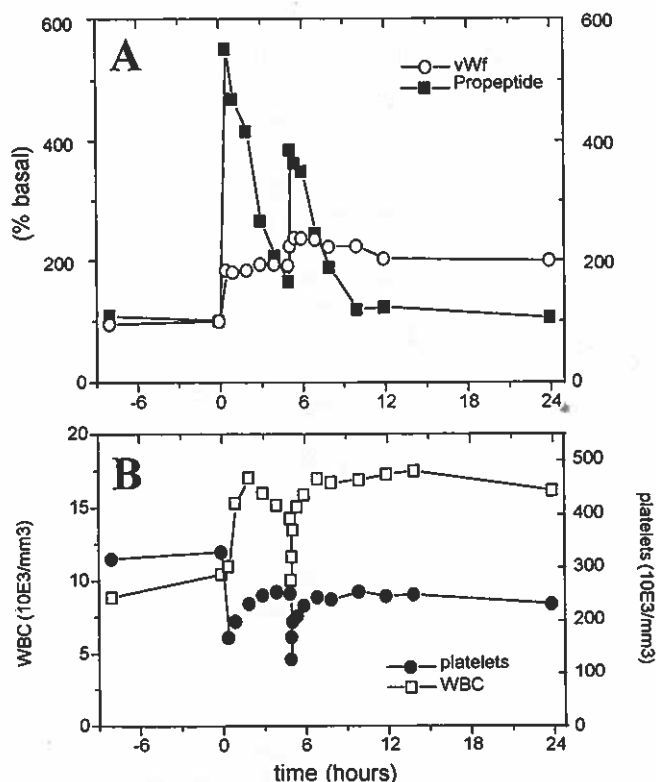 A
vWf
Propeptide
(% basal)
600
400
200
0
600
400
200
0
-6 0 6 12 18 24
B
WBC (10E3/mm3)
20
15
10
5
0
platelets (10E3/mm3)
500
400
300
200
100
0
platelets
WBC
-6 0 6 12 18 24
time (hours)